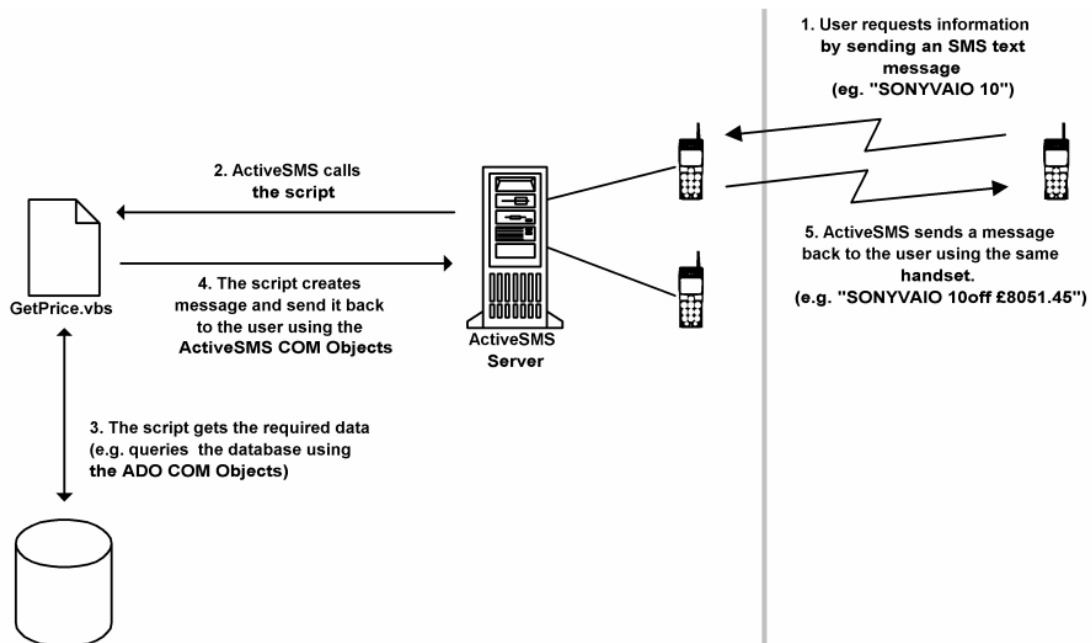 1. User requests information
by sending an SMS text
message
(eg. "SONYVAIO 10")
2. ActiveSMS calls
the script
5. ActiveSMS sends a message
back to the user using the same
handset.
(e.g. "SONYVAIO 10off £8051.45")
4. The script creates
message and send it back
to the user using the
ActiveSMS COM Objects
GetPrice.vbs
ActiveSMS
Server
3. The script gets the required data
(e.g. queries the database using
the ADO COM Objects)